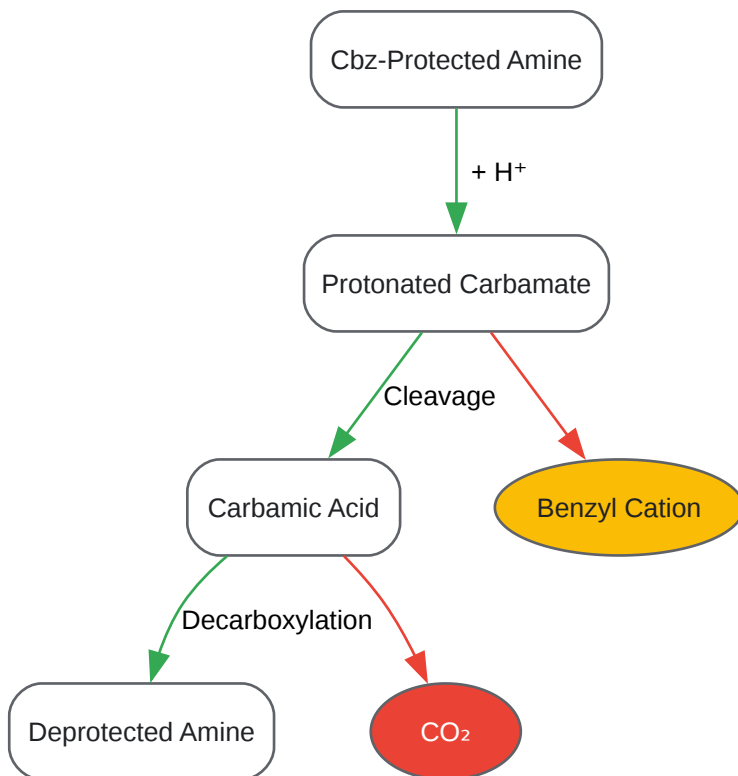 Cbz-Protected Amine
+ H⁺
Protonated Carbamate
Cleavage
Carbamic Acid
Benzyl Cation
Decarboxylation
Deprotected Amine
CO₂